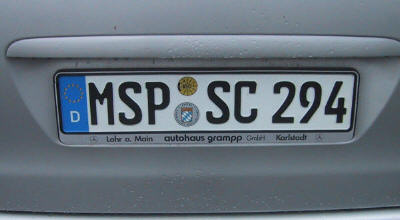 D MSP SC 294
Lohr a. Main autohaus grampp GmbH Karlstadt